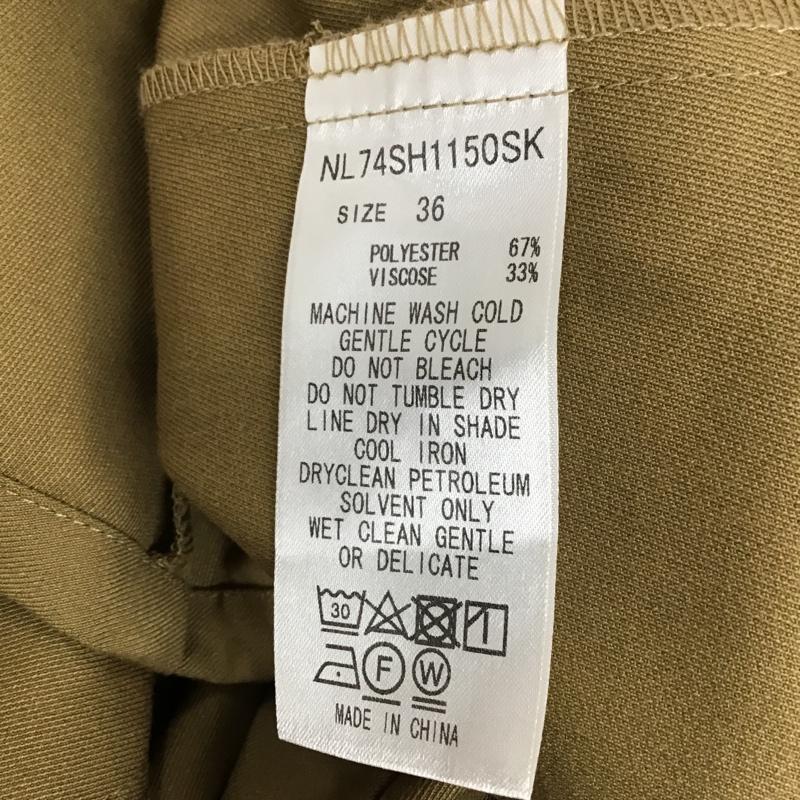 NL74SH1150SK
SIZE 36
POLYESTER 67%
VISCOSE 33%
MACHINE WASH COLD
GENTLE CYCLE
DO NOT BLEACH
DO NOT TUMBLE DRY
LINE DRY IN SHADE
COOL IRON
DRYCLEAN PETROLEUM
SOLVENT ONLY
WET CLEAN GENTLE
OR DELICATE
30
F W
MADE IN CHINA